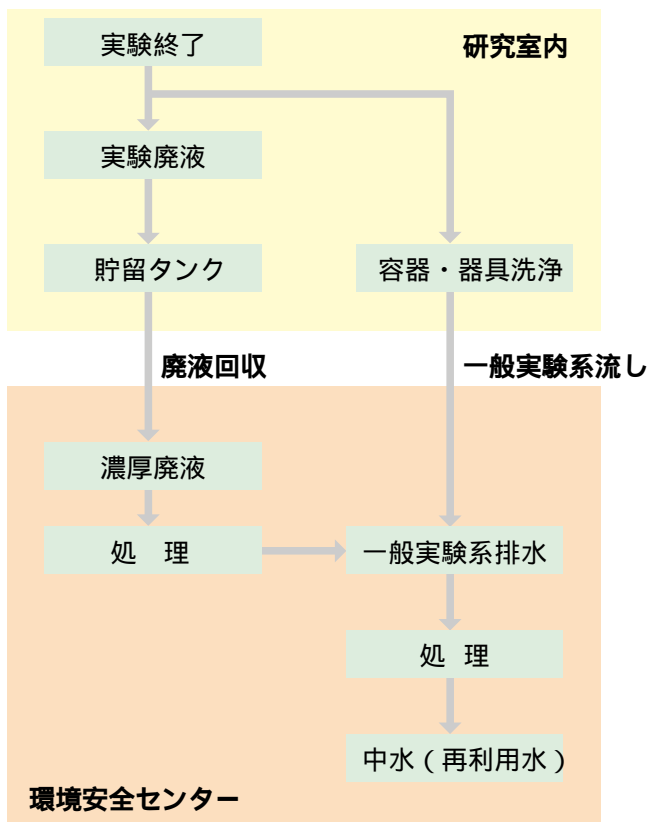 実験終了
研究室内
実験廃液
貯留タンク
容器・器具洗浄
廃液回収
一般実験系流し
濃厚廃液
処　理
一般実験系排水
処　理
中水（再利用水）
環境安全センター